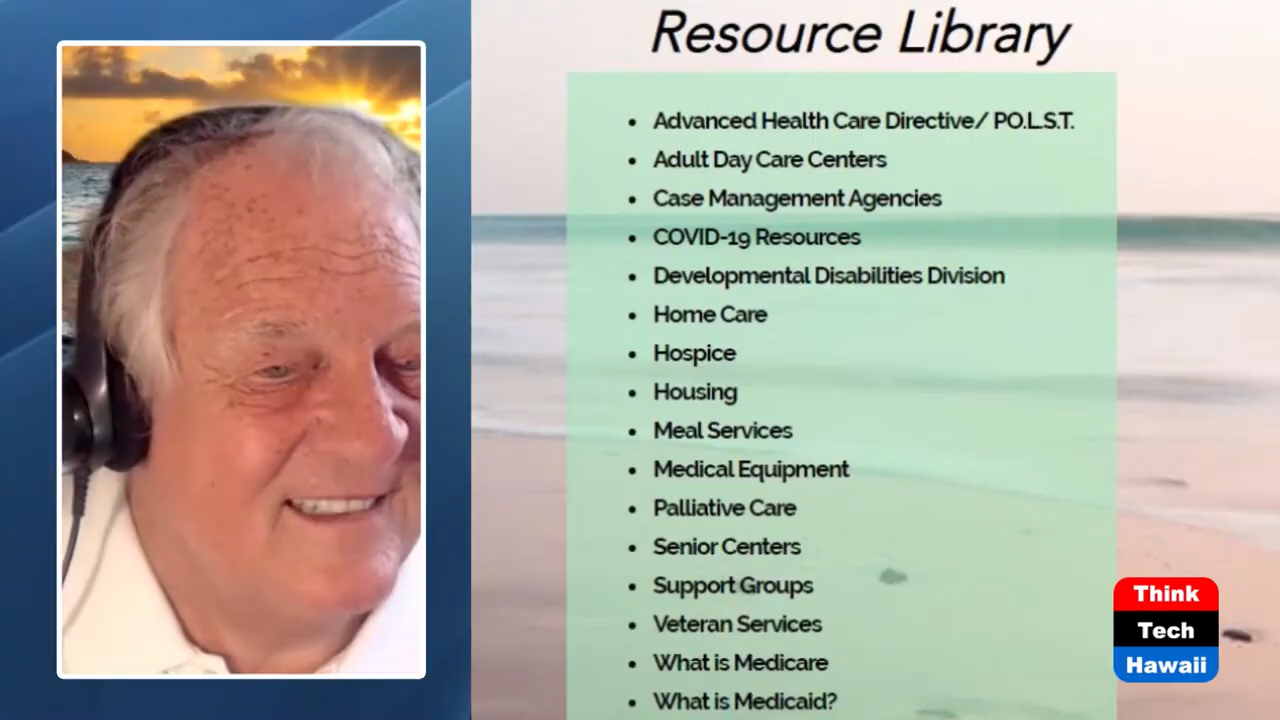 Resource Library
• Advanced Health Care Directive/ P.O.L.S.T.
• Adult Day Care Centers
• Case Management Agencies
• COVID-19 Resources
• Developmental Disabilities Division
• Home Care
• Hospice
• Housing
• Meal Services
• Medical Equipment
• Palliative Care
• Senior Centers
• Support Groups
• Veteran Services
• What is Medicare
• What is Medicaid?
Think
Tech
Hawaii